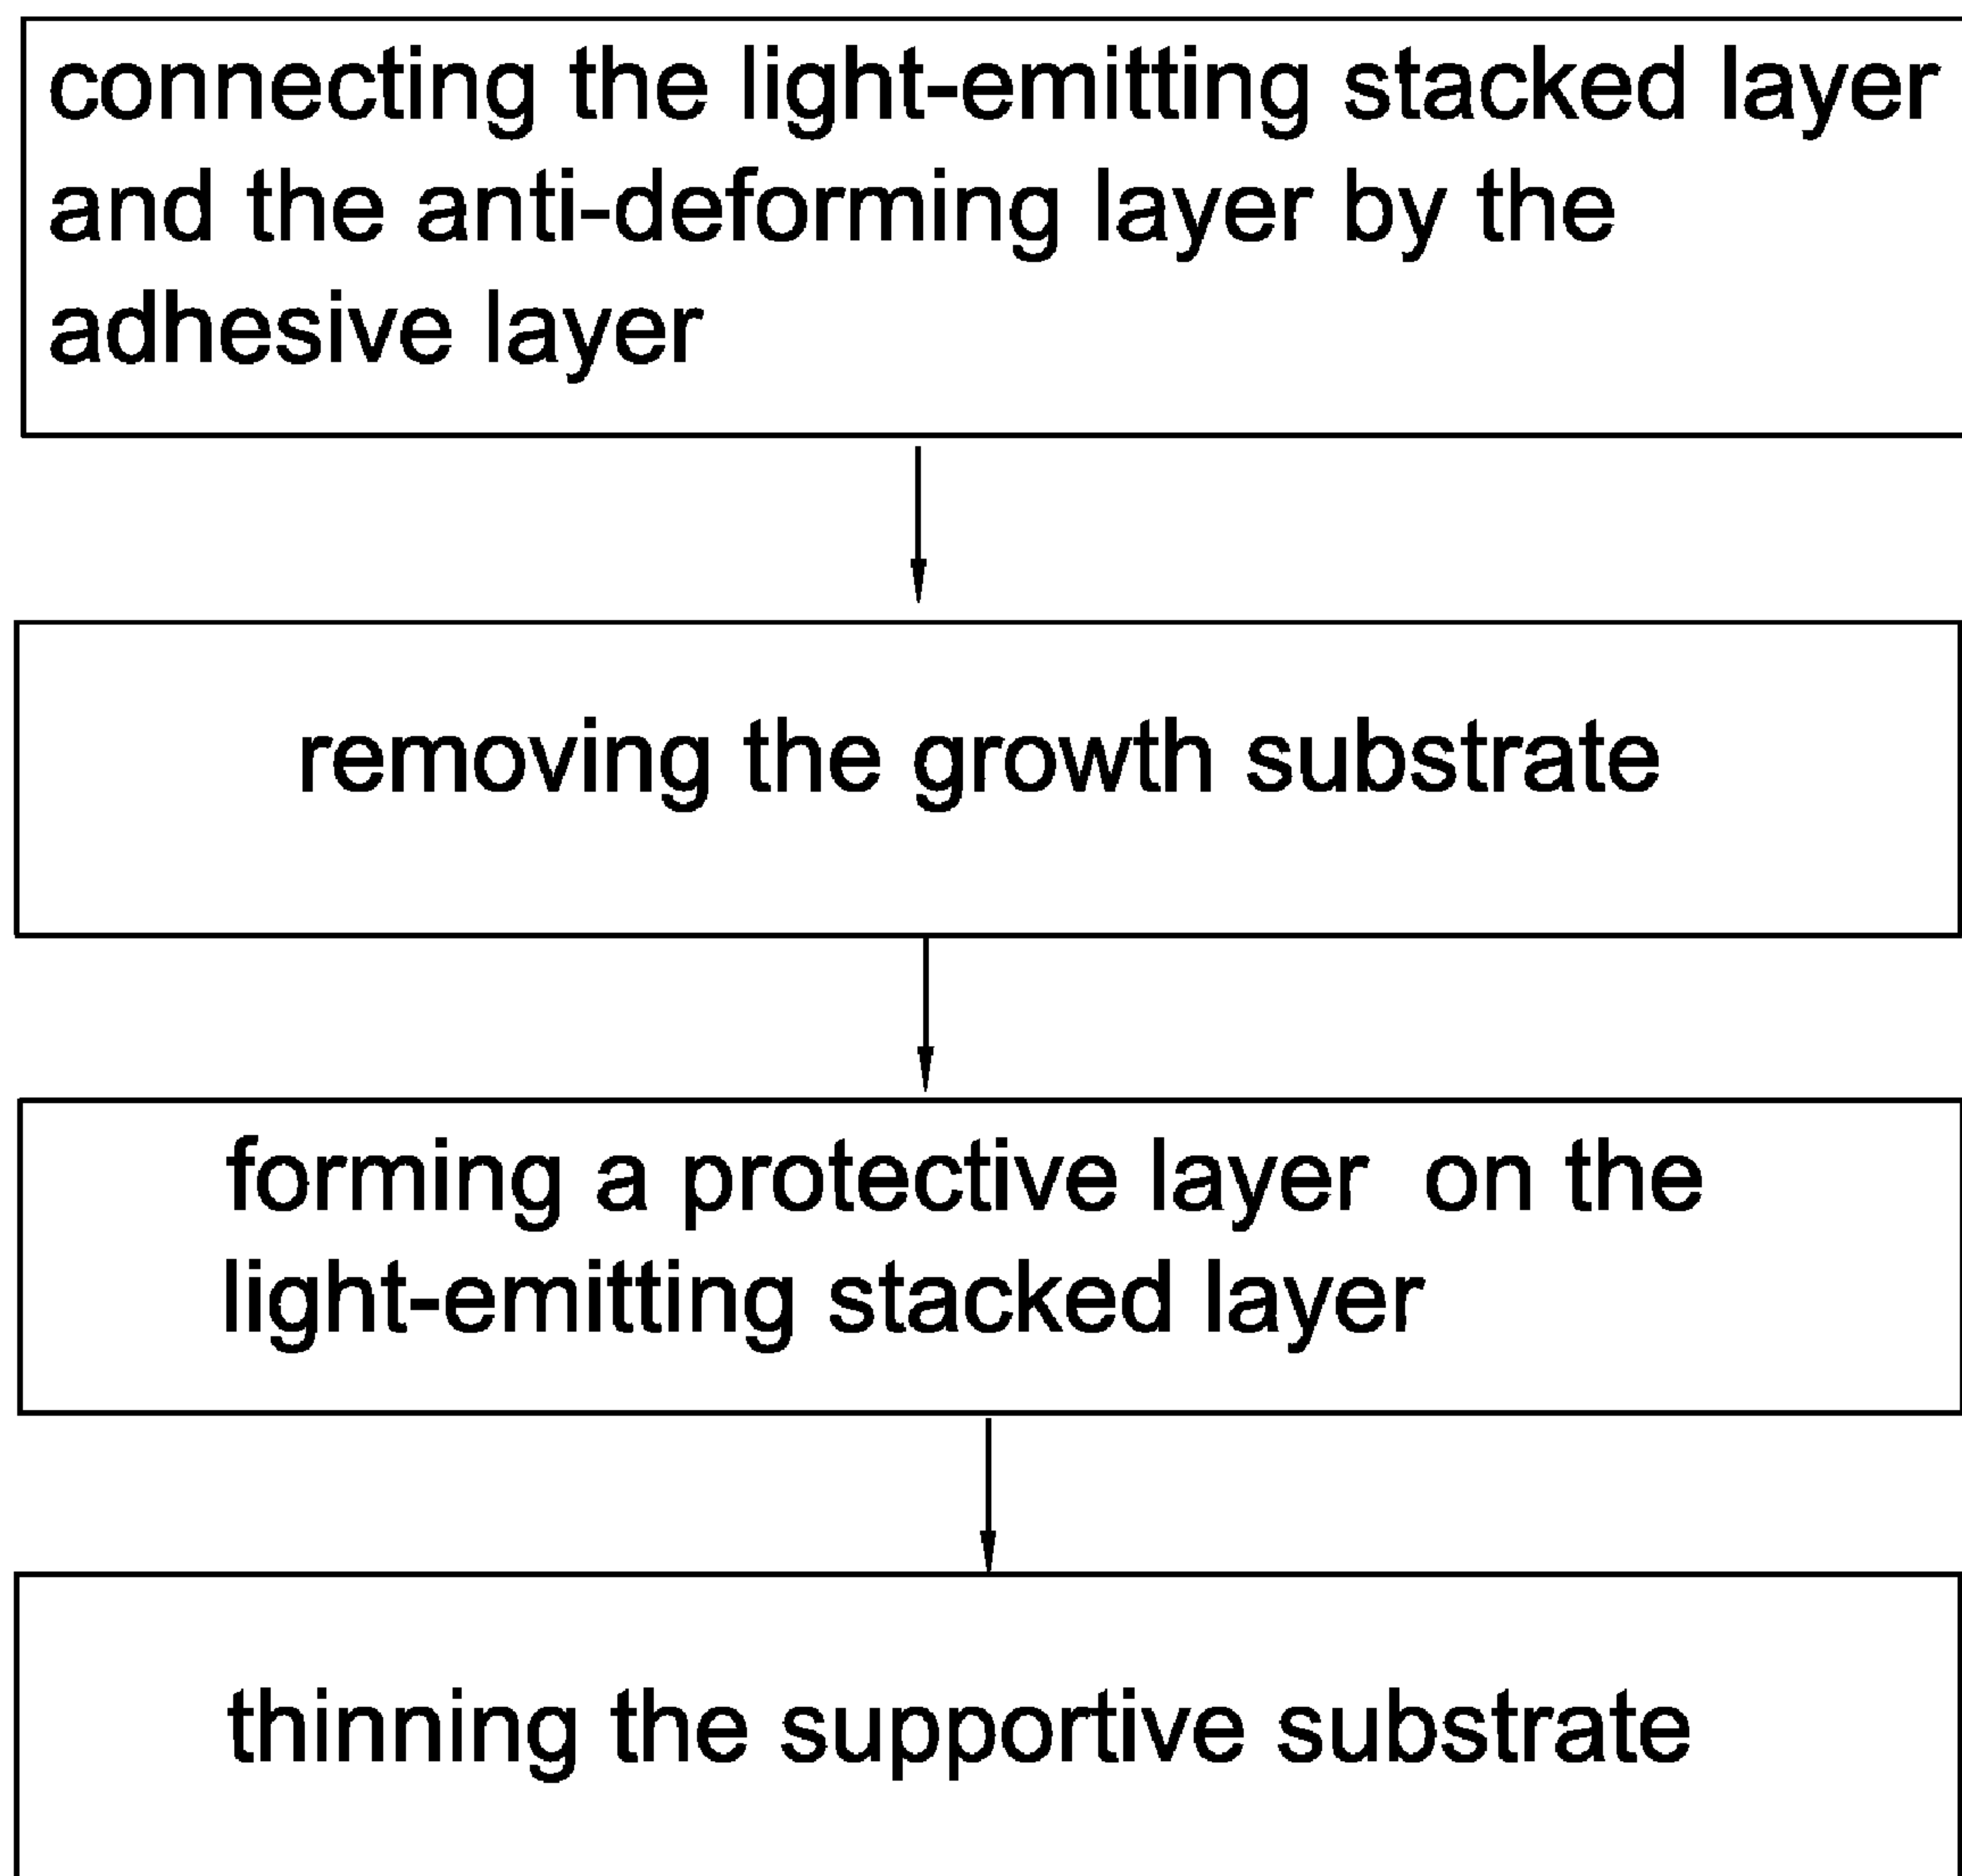 connecting the light-emitting stacked layer
and the anti-deforming layer by the
adhesive layer
removing the growth substrate
forming a protective layer on the
light-emitting stacked layer
thinning the supportive substrate